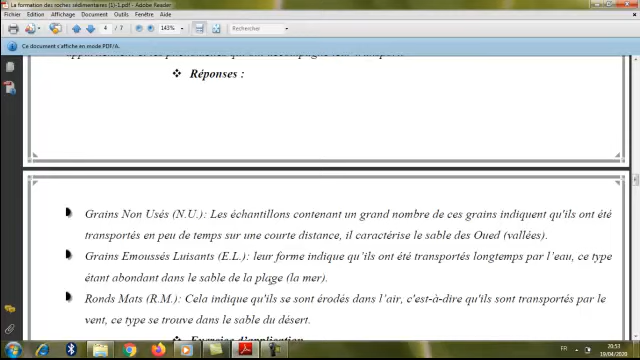 La formation des roches sédimentaires (1)-1.pdf - Adobe Reader
Fichier Edition Affichage Document Outils Fenêtre Aide
4 / 7 143% Rechercher
Ce document s'affiche en mode PDF/A.
❖ Réponses :
Grains Non Usés (N.U.): Les échantillons contenant un grand nombre de ces grains indiquent qu'ils ont été
transportés en peu de temps sur une courte distance, il caractérise le sable des Oued (vallées).
Grains Emoussés Luisants (E.L.): leur forme indique qu'ils ont été transportés longtemps par l'eau, ce type
étant abondant dans le sable de la plage (la mer).
Ronds Mats (R.M.): Cela indique qu'ils se sont érodés dans l'air, c'est-à-dire qu'ils sont transportés par le
vent, ce type se trouve dans le sable du désert.
❖ Exercice d'application
FR 20:53
19/04/2020